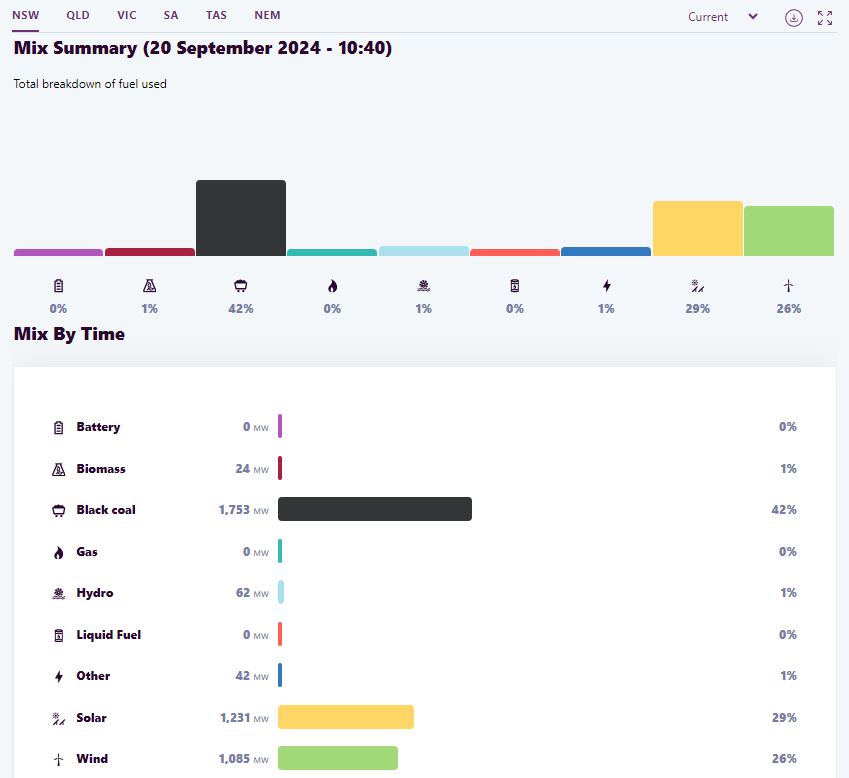 NSW QLD VIC SA TAS NEM Current
Mix Summary (20 September 2024 - 10:40)
Total breakdown of fuel used
0% 1% 42% 0% 1% 0% 1% 29% 26%
Mix By Time
Battery 0 MW 0%
Biomass 24 MW 1%
Black coal 1,753 MW 42%
Gas 0 MW 0%
Hydro 62 MW 1%
Liquid Fuel 0 MW 0%
Other 42 MW 1%
Solar 1,231 MW 29%
Wind 1,085 MW 26%